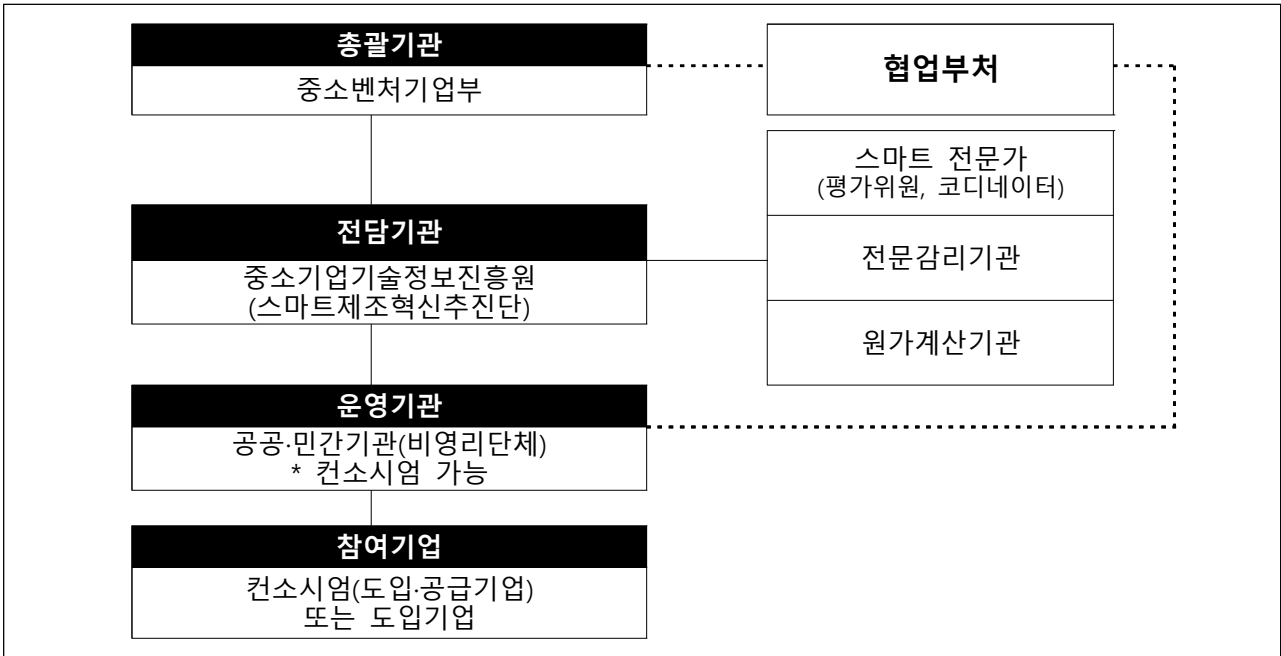 총괄기관
중소벤처기업부
협업부처
스마트 전문가
(평가위원, 코디네이터)
전담기관
중소기업기술정보진흥원
(스마트제조혁신추진단)
전문감리기관
원가계산기관
운영기관
공공·민간기관(비영리단체)
* 컨소시엄 가능
참여기업
컨소시엄(도입·공급기업)
또는 도입기업